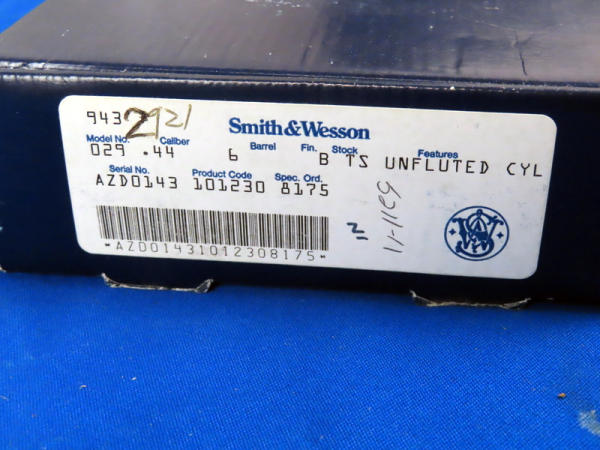 943 2921
Smith&Wesson
Model No. Caliber Barrel Fin. Stock Features
029 .44 6 B TS UNFLUTED CYL
Serial No. Product Code Spec. Ord.
AZD0143 101230 8175
*AZD01431012308175*